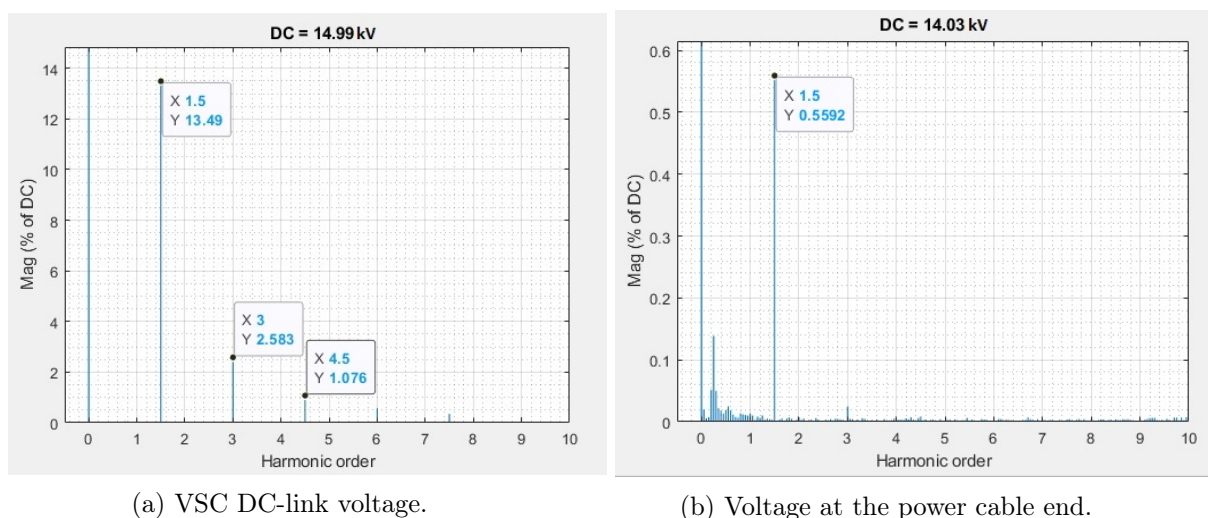 DC = 14.99 kV
Mag (% of DC)
14
12
10
8
6
4
2
0
X 1.5
Y 13.49
X 3
Y 2.583
X 4.5
Y 1.076
0 1 2 3 4 5 6 7 8 9 10
Harmonic order
(a) VSC DC-link voltage.
DC = 14.03 kV
Mag (% of DC)
0.6
0.5
0.4
0.3
0.2
0.1
0
X 1.5
Y 0.5592
0 1 2 3 4 5 6 7 8 9 10
Harmonic order
(b) Voltage at the power cable end.